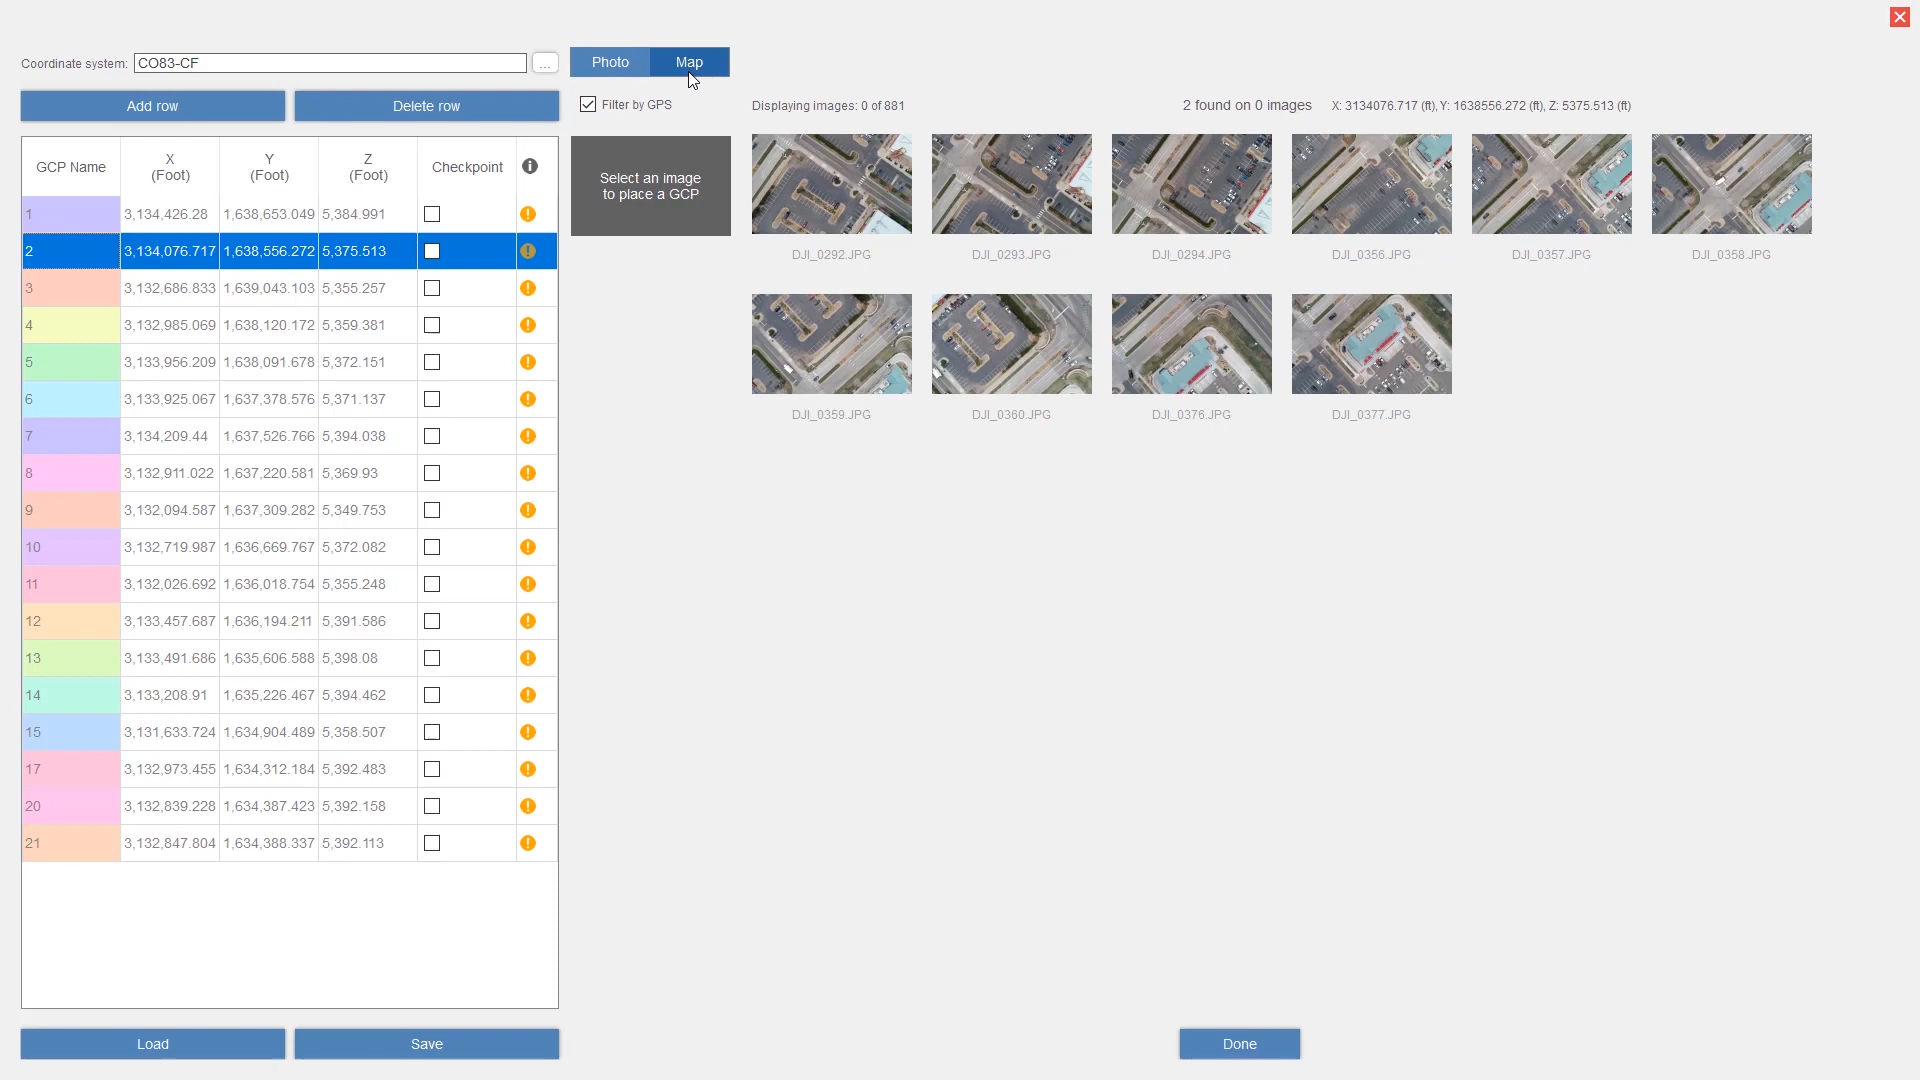 Coordinate system: CO83-CF ... Photo Map
Add row Delete row Filter by GPS Displaying images: 0 of 881 2 found on 0 images X: 3134076.717 (ft), Y: 1638556.272 (ft), Z: 5375.513 (ft)
GCP Name X (Foot) Y (Foot) Z (Foot) Checkpoint
Select an image
to place a GCP
1 3,134,426.28 1,638,653.049 5,384.991
2 3,134,076.717 1,638,556.272 5,375.513
3 3,132,686.833 1,639,043.103 5,355.257
4 3,132,985.069 1,638,120.172 5,359.381
5 3,133,956.209 1,638,091.678 5,372.151
6 3,133,925.067 1,637,378.576 5,371.137
7 3,134,209.44 1,637,526.766 5,394.038
8 3,132,911.022 1,637,220.581 5,369.93
9 3,132,094.587 1,637,309.282 5,349.753
10 3,132,719.987 1,636,669.767 5,372.082
11 3,132,026.692 1,636,018.754 5,355.248
12 3,133,457.687 1,636,194.211 5,391.586
13 3,133,491.686 1,635,606.588 5,398.08
14 3,133,208.91 1,635,226.467 5,394.462
15 3,131,633.724 1,634,904.489 5,358.507
17 3,132,973.455 1,634,312.184 5,392.483
20 3,132,839.228 1,634,387.423 5,392.158
21 3,132,847.804 1,634,388.337 5,392.113
DJI_0292.JPG DJI_0293.JPG DJI_0294.JPG DJI_0356.JPG DJI_0357.JPG DJI_0358.JPG
DJI_0359.JPG DJI_0360.JPG DJI_0376.JPG DJI_0377.JPG
Load Save Done